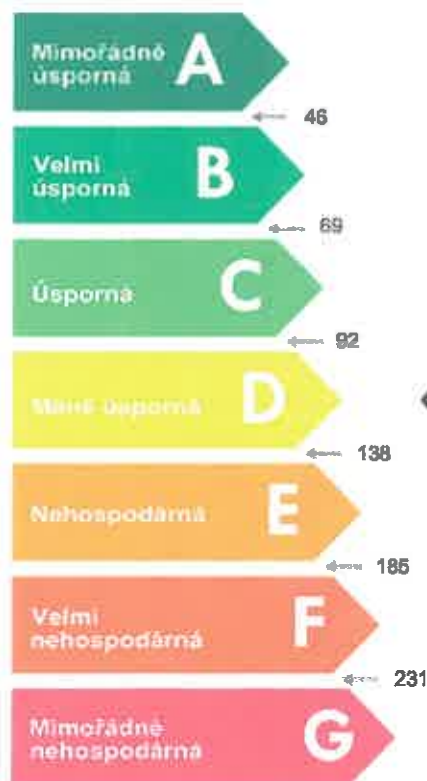 Mimořádně
úsporná
A
46
Velmi
úsporná
B
69
Úsporná
C
92
Méně úsporná
D
138
Nehospodárná
E
185
Velmi
nehospodárná
F
231
Mimořádně
nehospodárná
G